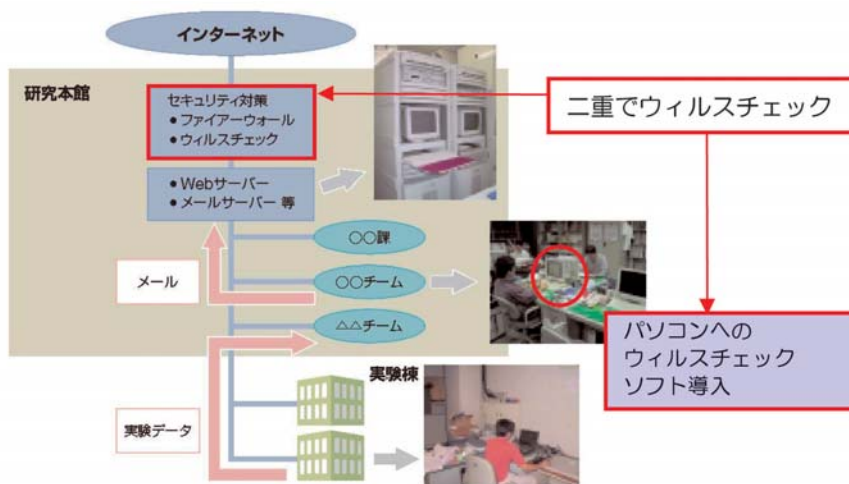 インターネット
研究本館
セキュリティ対策
● ファイアーウォール
● ウィルスチェック
二重でウィルスチェック
● Webサーバー
● メールサーバー 等
〇〇課
メール
〇〇チーム
△△チーム
パソコンへの
ウィルスチェック
ソフト導入
実験棟
実験データ